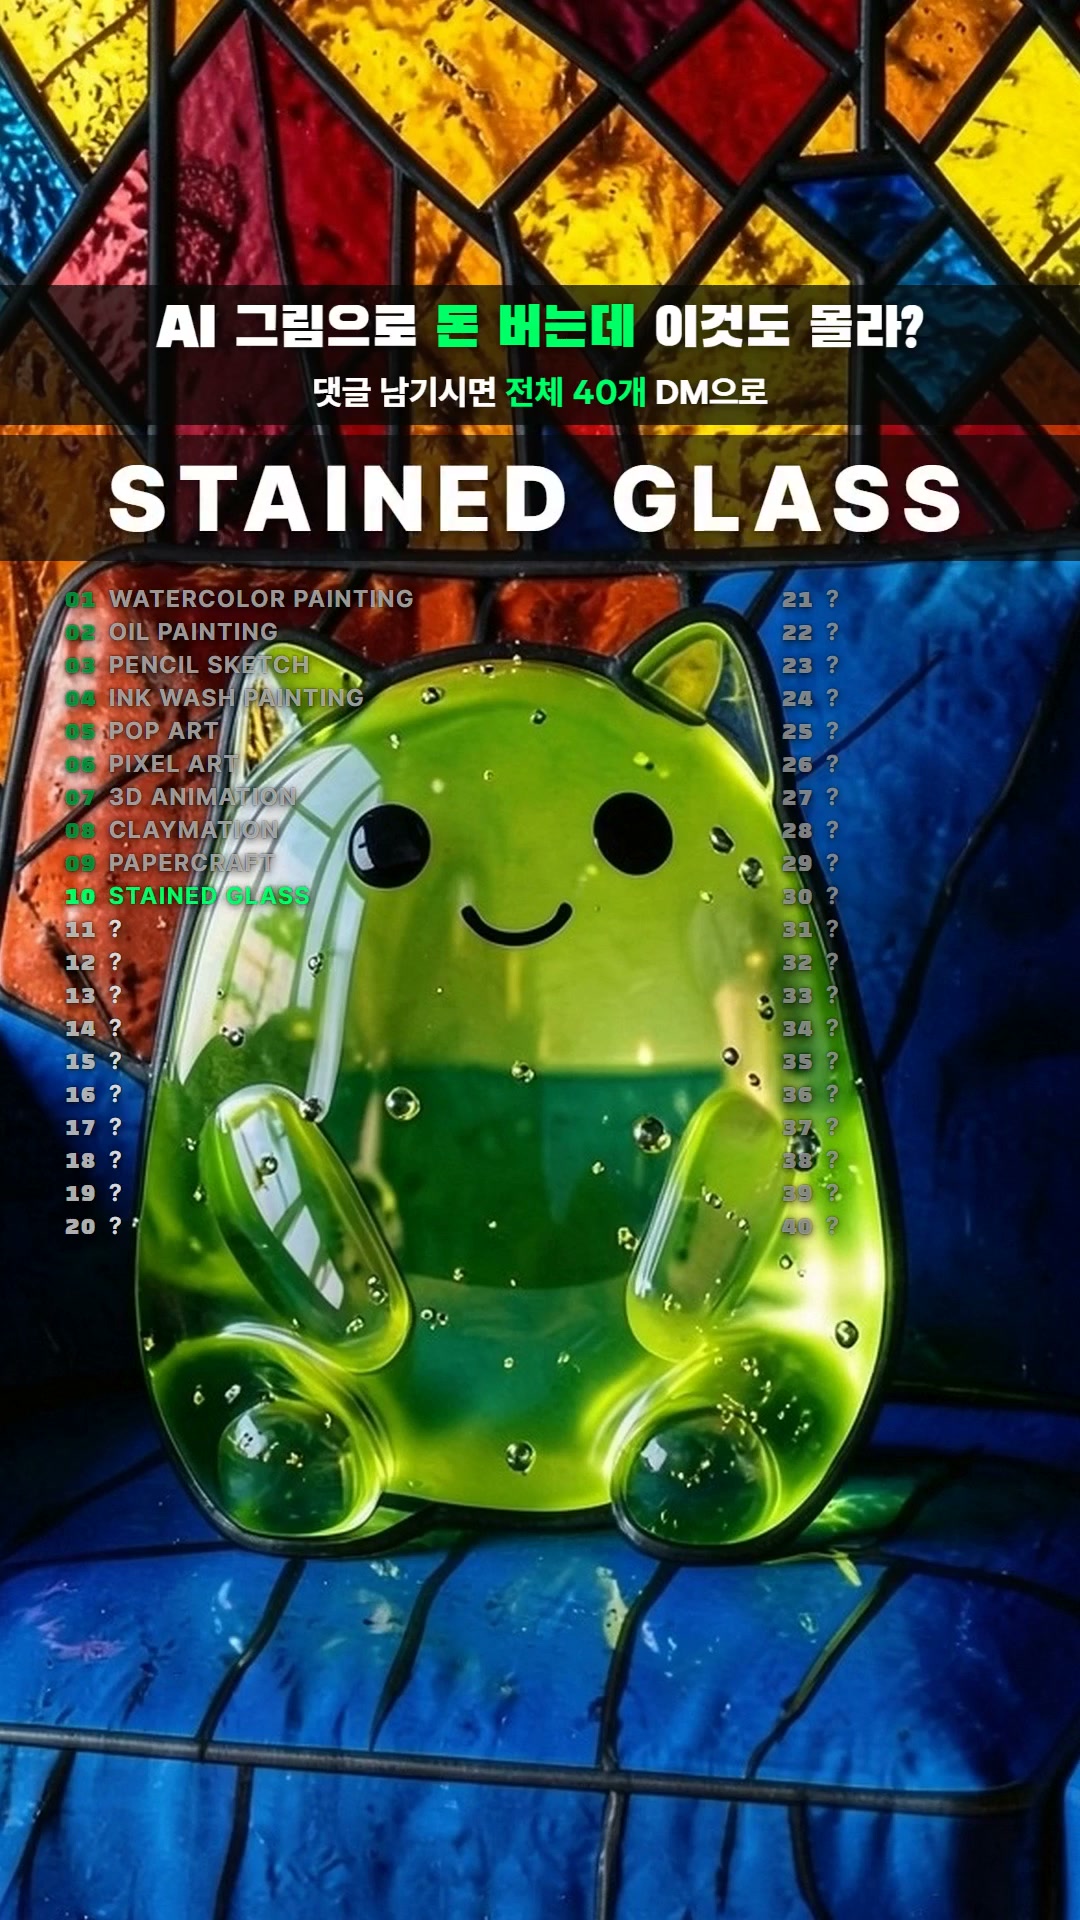 AI 그림으로 돈 버는데 이것도 몰라?
댓글 남기시면 전체 40개 DM으로
STAINED GLASS
01 WATERCOLOR PAINTING
02 OIL PAINTING
03 PENCIL SKETCH
04 INK WASH PAINTING
05 POP ART
06 PIXEL ART
07 3D ANIMATION
08 CLAYMATION
09 PAPERCRAFT
10 STAINED GLASS
11 ?
12 ?
13 ?
14 ?
15 ?
16 ?
17 ?
18 ?
19 ?
20 ?
21 ?
22 ?
23 ?
24 ?
25 ?
26 ?
27 ?
28 ?
29 ?
30 ?
31 ?
32 ?
33 ?
34 ?
35 ?
36 ?
37 ?
38 ?
39 ?
40 ?